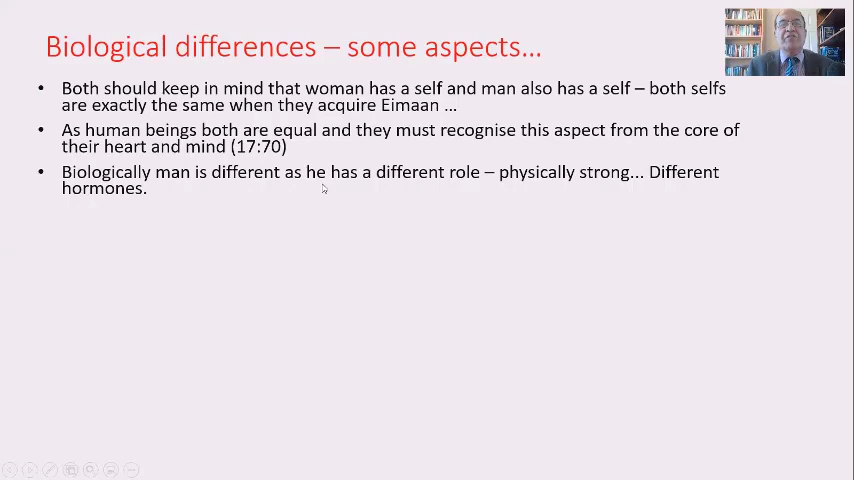 Biological differences – some aspects...
• Both should keep in mind that woman has a self and man also has a self – both selfs
are exactly the same when they acquire Eimaan ...
• As human beings both are equal and they must recognise this aspect from the core of
their heart and mind (17:70)
• Biologically man is different as he has a different role – physically strong... Different
hormones.